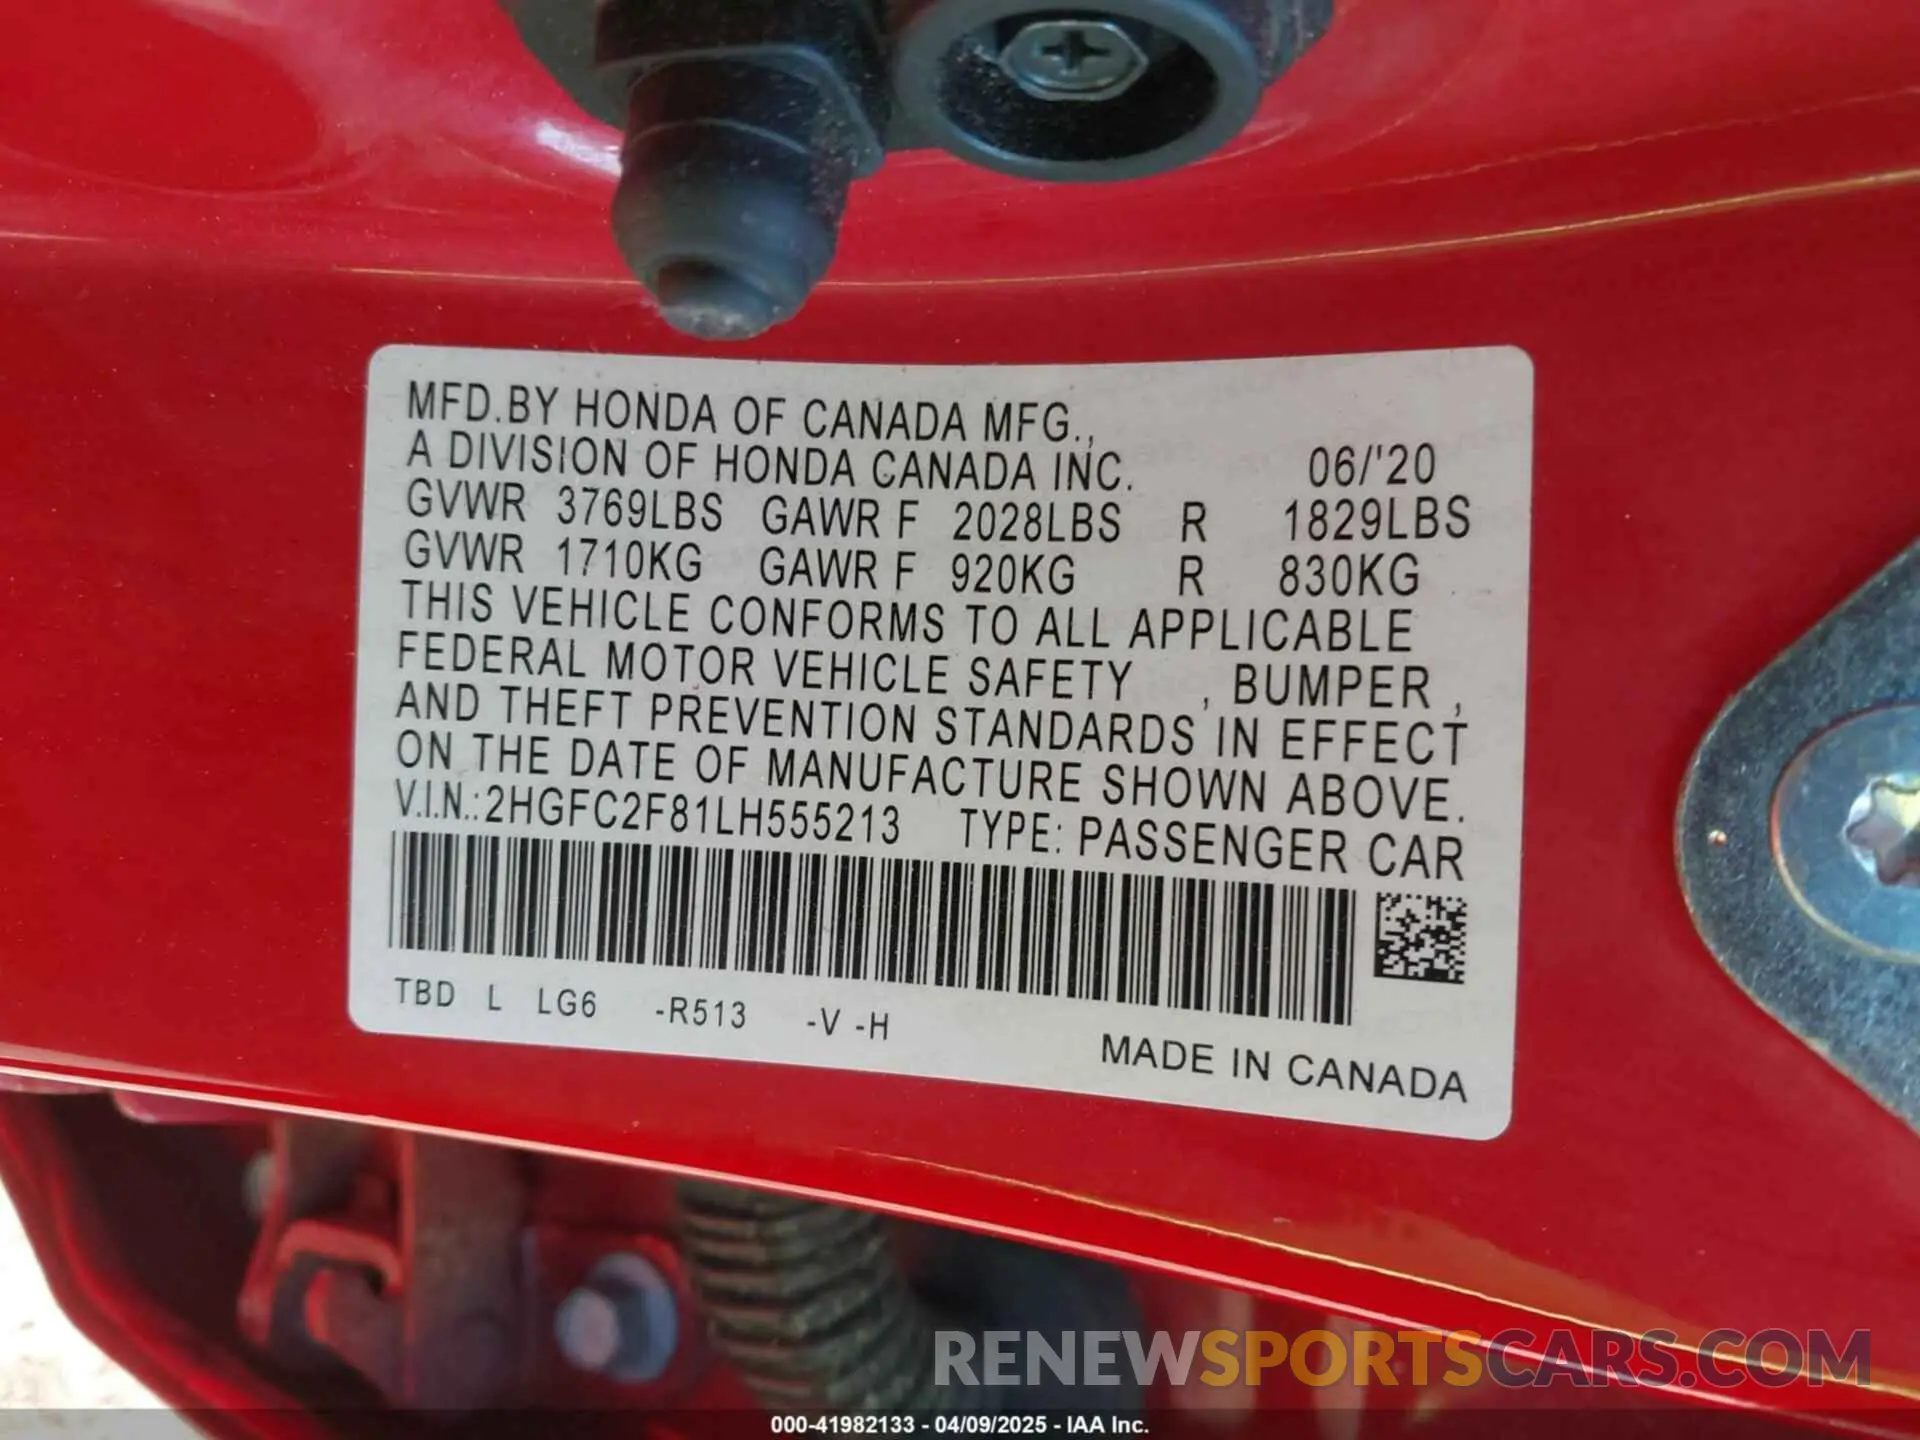 MFD.BY HONDA OF CANADA MFG.,
A DIVISION OF HONDA CANADA INC. 06/'20
GVWR 3769LBS GAWR F 2028LBS R 1829LBS
GVWR 1710KG GAWR F 920KG R 830KG
THIS VEHICLE CONFORMS TO ALL APPLICABLE
FEDERAL MOTOR VEHICLE SAFETY , BUMPER ,
AND THEFT PREVENTION STANDARDS IN EFFECT
ON THE DATE OF MANUFACTURE SHOWN ABOVE.
V.I.N.:2HGFC2F81LH555213 TYPE: PASSENGER CAR
TBD L LG6 -R513 -V -H
MADE IN CANADA
RENEWSPORTSCARS.COM
000-41982133 - 04/09/2025 - IAA Inc.